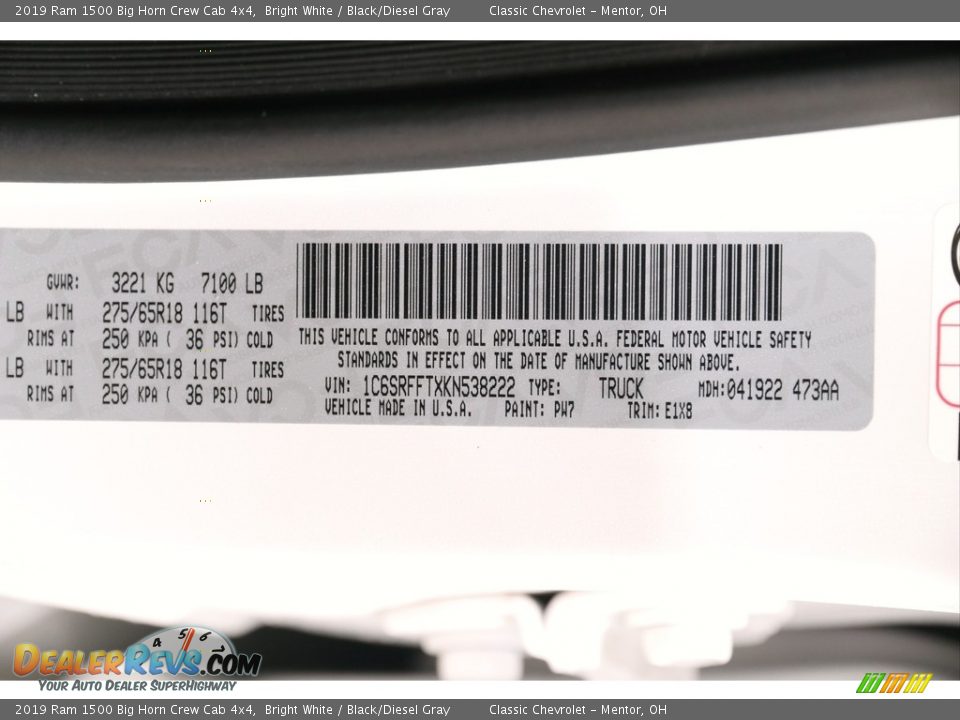 2019 Ram 1500 Big Horn Crew Cab 4x4, Bright White / Black/Diesel Gray Classic Chevrolet - Mentor, OH
GVWR: 3221 KG 7100 LB
LB WITH 275/65R18 116T TIRES
RIMS AT 250 KPA ( 36 PSI) COLD
LB WITH 275/65R18 116T TIRES
RIMS AT 250 KPA ( 36 PSI) COLD
THIS VEHICLE CONFORMS TO ALL APPLICABLE U.S.A. FEDERAL MOTOR VEHICLE SAFETY
STANDARDS IN EFFECT ON THE DATE OF MANUFACTURE SHOWN ABOVE.
VIN: 1C6SRFFTXKN538222 TYPE: TRUCK MDH:041922 473AA
VEHICLE MADE IN U.S.A. PAINT: PW7 TRIM: E1X8
4 5 6 7
DEALERREVS.COM
YOUR AUTO DEALER SUPERHIGHWAY
2019 Ram 1500 Big Horn Crew Cab 4x4, Bright White / Black/Diesel Gray Classic Chevrolet - Mentor, OH